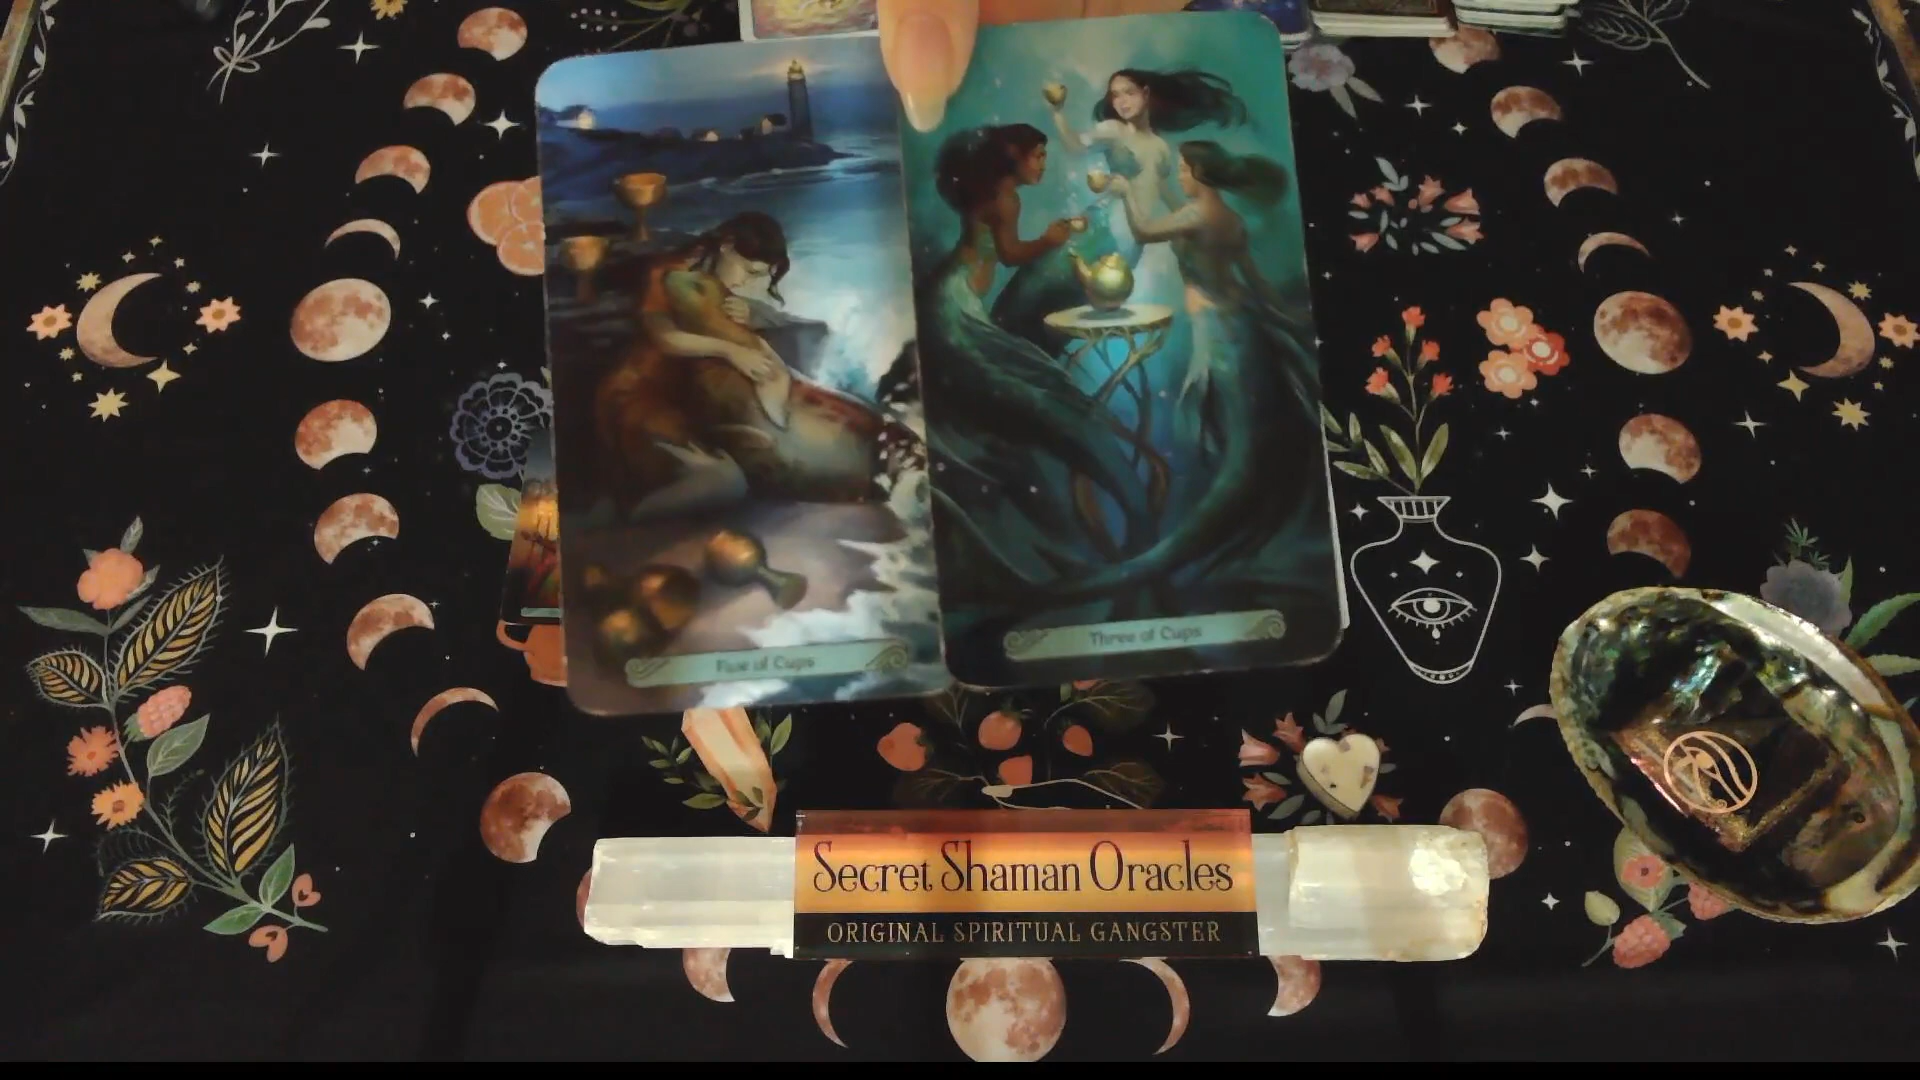 Five of Cups
Three of Cups
Secret Shaman Oracles
ORIGINAL SPIRITUAL GANGSTER